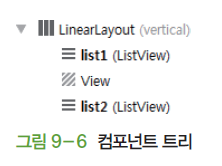 LinearLayout (vertical)
list1 (ListView)
View
list2 (ListView)
그림 9-6 컴포넌트 트리